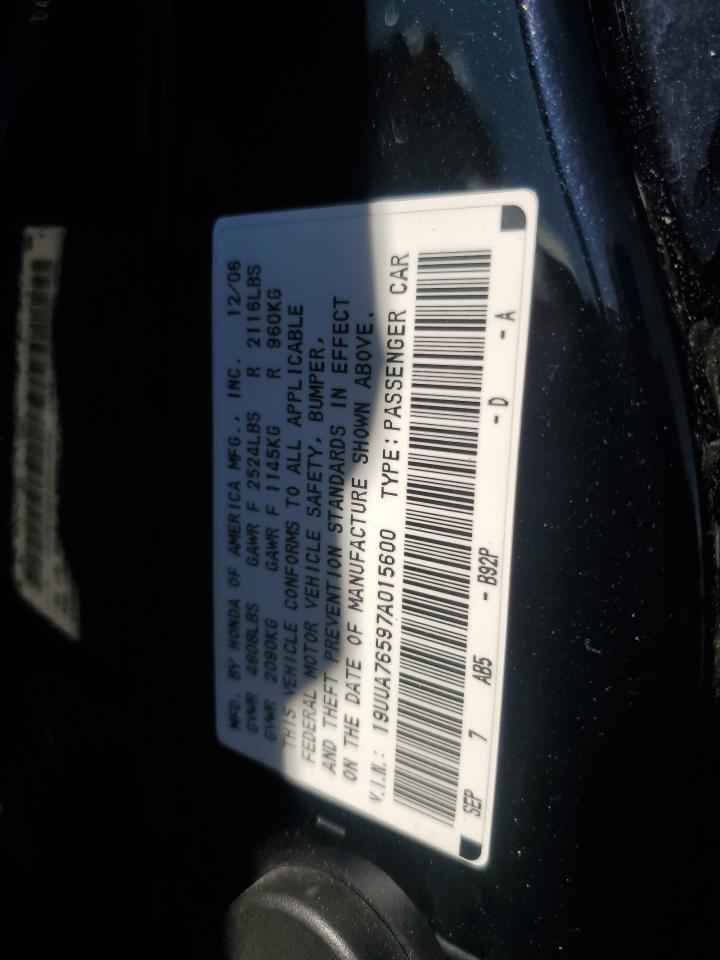 MFD. BY HONDA OF AMERICA MFG., INC. 12/06
GVWR 4608LBS GAWR F 2524LBS R 2116LBS
GVWR 2090KG GAWR F 1145KG R 960KG
THIS VEHICLE CONFORMS TO ALL APPLICABLE
FEDERAL MOTOR VEHICLE SAFETY, BUMPER,
AND THEFT PREVENTION STANDARDS IN EFFECT
ON THE DATE OF MANUFACTURE SHOWN ABOVE.
V.I.N.: 19UUA76597A015600 TYPE: PASSENGER CAR
SEP 7 AB5 - B92P - D - A